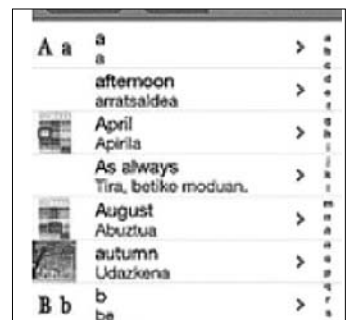 A a
a
a
afternoon
arratsaldea
April
Apirila
As always
Tira, betiko moduan.
August
Abuztua
autumn
Udazkena
B b
b
be